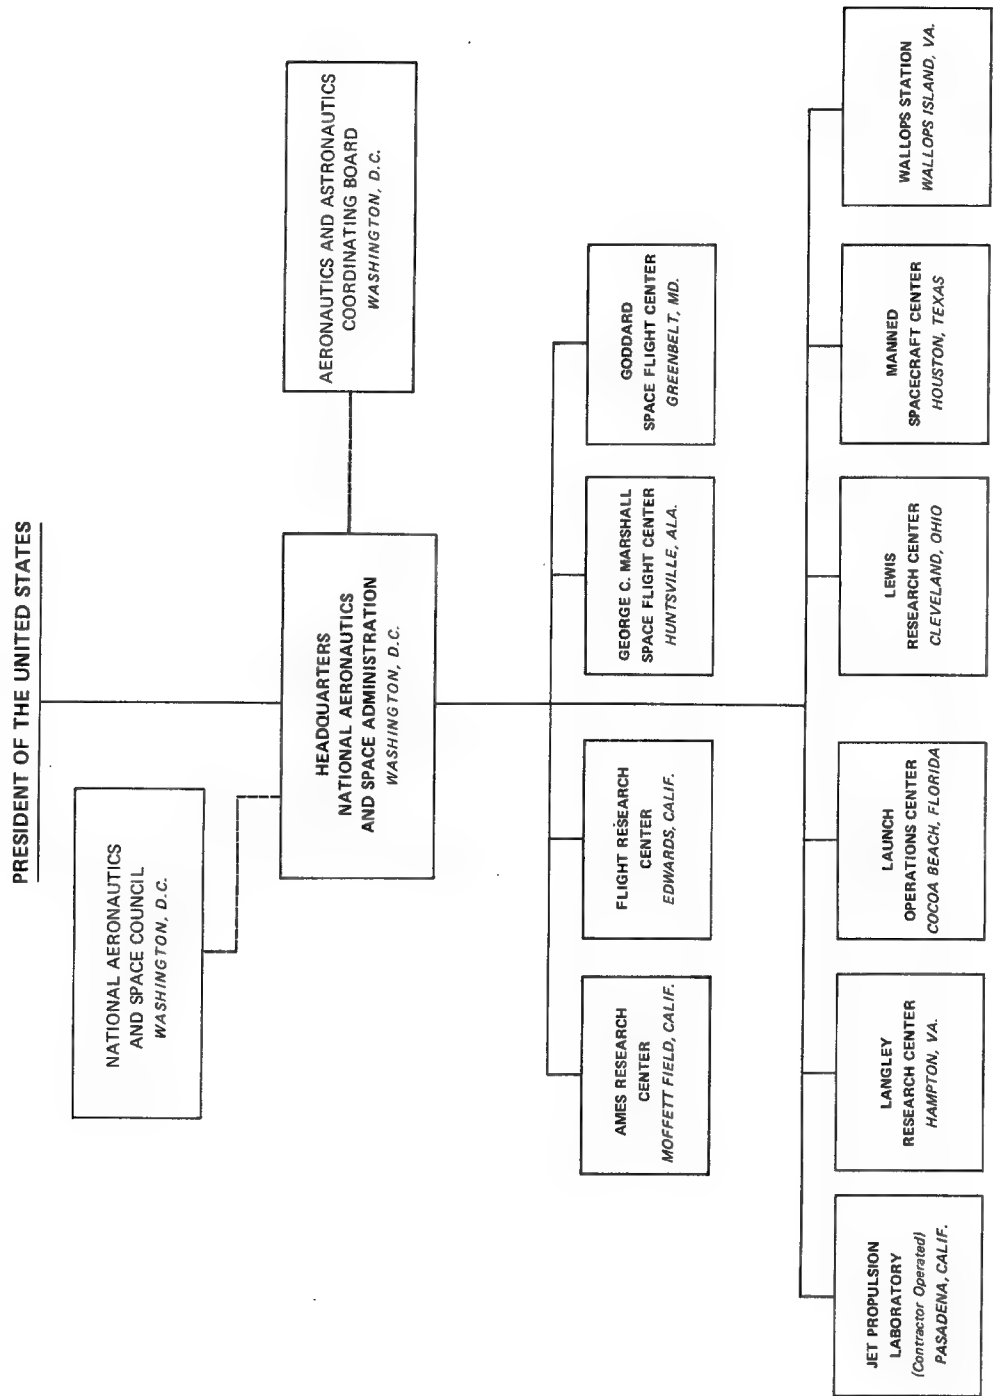 PRESIDENT OF THE UNITED STATES
NATIONAL AERONAUTICS
AND SPACE COUNCIL
WASHINGTON, D.C.
HEADQUARTERS
NATIONAL AERONAUTICS
AND SPACE ADMINISTRATION
WASHINGTON, D.C.
AERONAUTICS AND ASTRONAUTICS
COORDINATING BOARD
WASHINGTON, D.C.
AMES RESEARCH
CENTER
MOFFETT FIELD, CALIF.
FLIGHT RESEARCH
CENTER
EDWARDS, CALIF.
GEORGE C. MARSHALL
SPACE FLIGHT CENTER
HUNTSVILLE, ALA.
GODDARD
SPACE FLIGHT CENTER
GREENBELT, MD.
JET PROPULSION
LABORATORY
(Contractor Operated)
PASADENA, CALIF.
LANGLEY
RESEARCH CENTER
HAMPTON, VA.
LAUNCH
OPERATIONS CENTER
COCOA BEACH, FLORIDA
LEWIS
RESEARCH CENTER
CLEVELAND, OHIO
MANNED
SPACECRAFT CENTER
HOUSTON, TEXAS
WALLOPS STATION
WALLOPS ISLAND, VA.